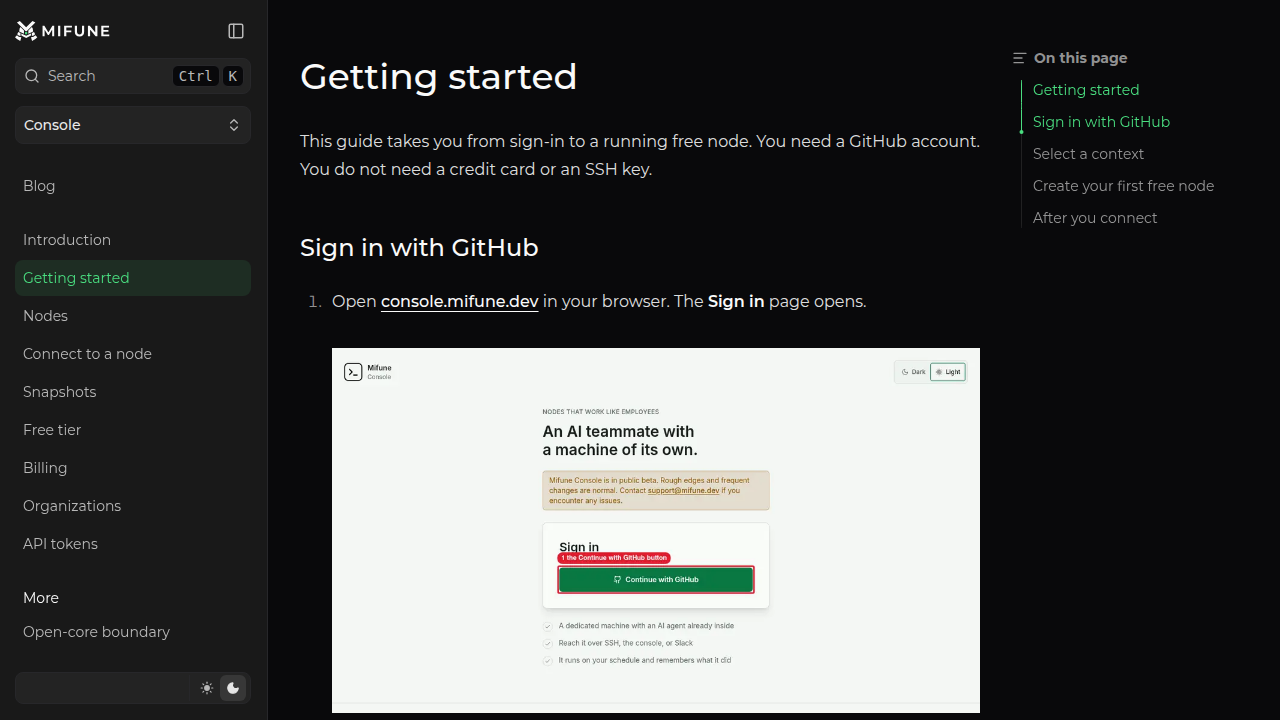 MIFUNE
Search Ctrl K
Console
Blog
Introduction
Getting started
Nodes
Connect to a node
Snapshots
Free tier
Billing
Organizations
API tokens
More
Open-core boundary
Getting started
This guide takes you from sign-in to a running free node. You need a GitHub account.
You do not need a credit card or an SSH key.
Sign in with GitHub
1. Open console.mifune.dev in your browser. The Sign in page opens.
Mifune
Console
Dark Light
NODES THAT WORK LIKE EMPLOYEES
An AI teammate with
a machine of its own.
Mifune Console is in public beta. Rough edges and frequent
changes are normal. Contact support@mifune.dev if you
encounter any issues.
Sign in
1 the Continue with GitHub button
Continue with GitHub
A dedicated machine with an AI agent already inside
Reach it over SSH, the console, or Slack
It runs on your schedule and remembers what it did
On this page
Getting started
Sign in with GitHub
Select a context
Create your first free node
After you connect